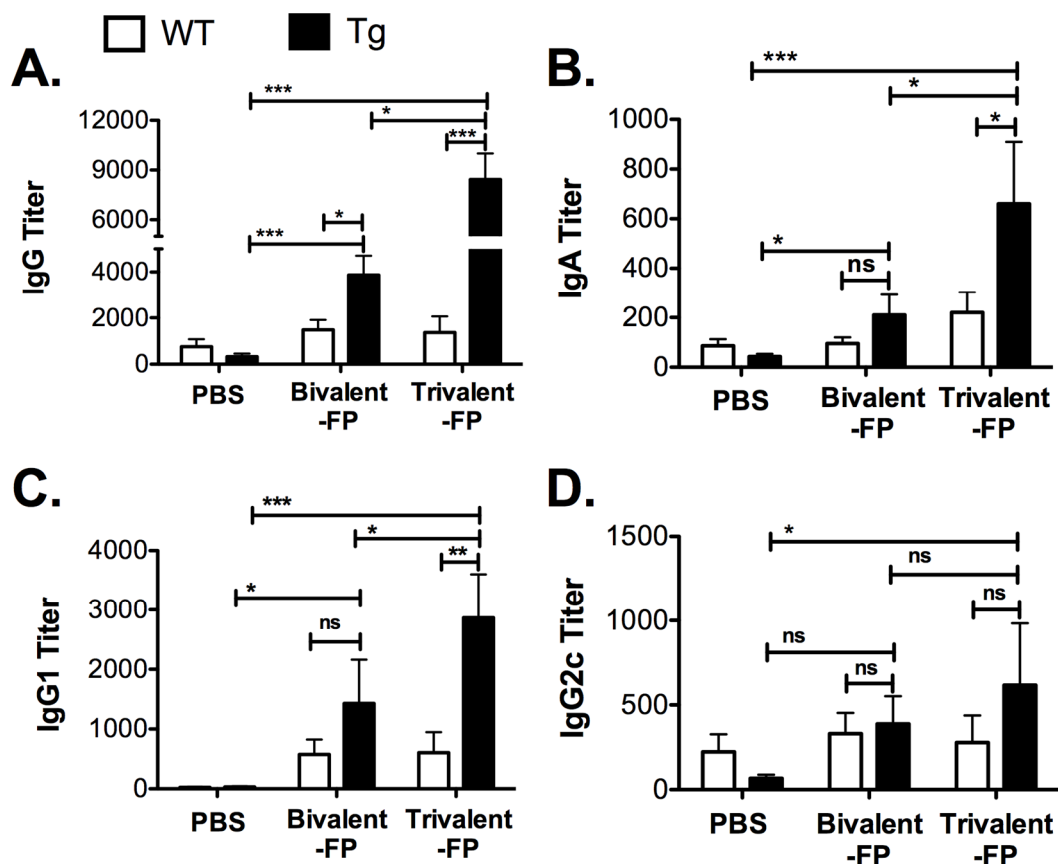 WT Tg
A.
***
*
***
*
***
12000
9000
6000
4000
2000
0
IgG Titer
PBS Bivalent Trivalent
-FP -FP
B.
***
*
*
*
ns
1000
800
600
400
200
0
IgA Titer
PBS Bivalent Trivalent
-FP -FP
C.
***
*
**
*
ns
4000
3000
2000
1000
0
IgG1 Titer
PBS Bivalent Trivalent
-FP -FP
D.
*
ns
ns
ns
ns
1500
1000
500
0
IgG2c Titer
PBS Bivalent Trivalent
-FP -FP